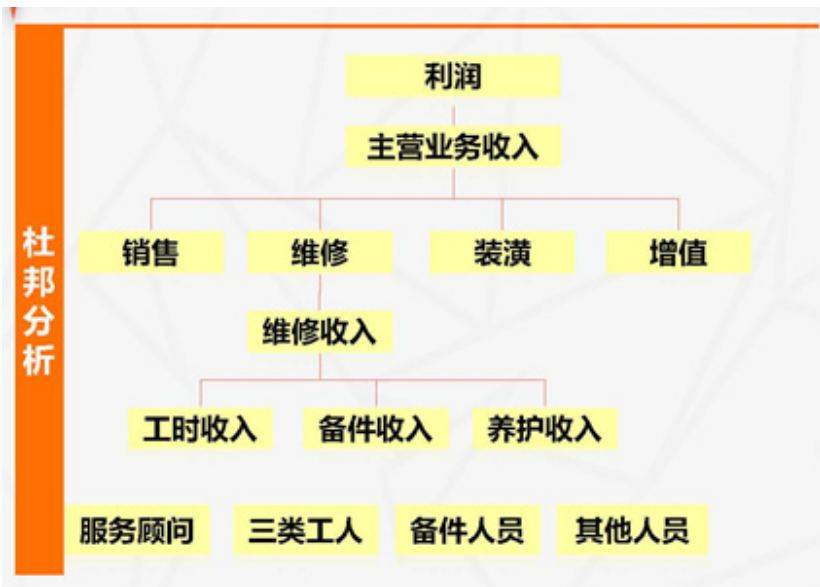 杜邦分析
利润
主营业务收入
销售 维修 装潢 增值
维修收入
工时收入 备件收入 养护收入
服务顾问 三类工人 备件人员 其他人员